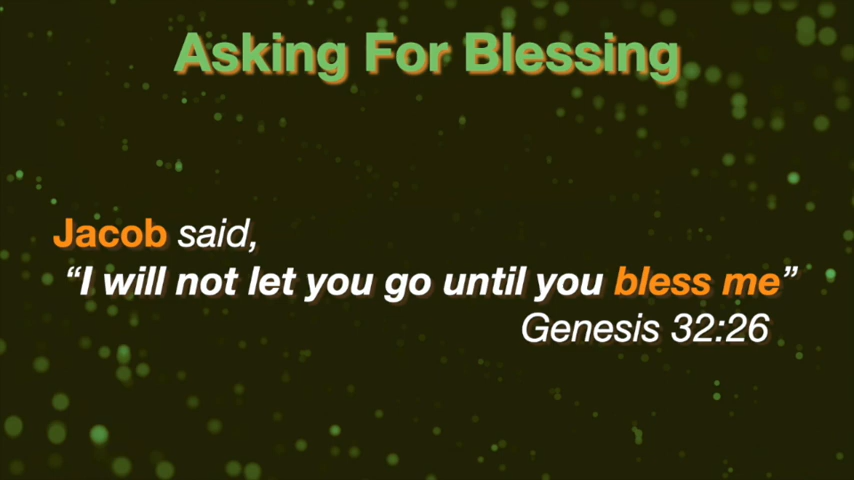 Asking For Blessing
Jacob said,
“I will not let you go until you bless me”
Genesis 32:26